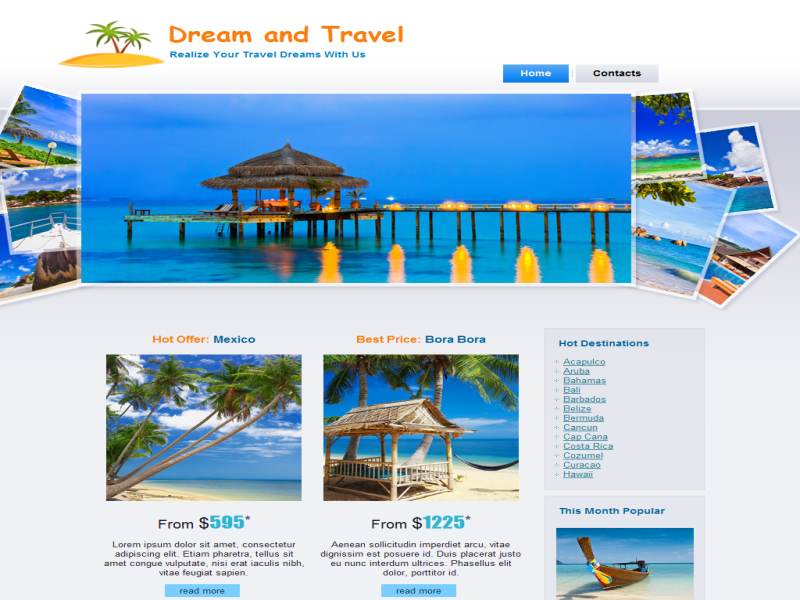 Dream and Travel
Realize Your Travel Dreams With Us
Home
Contacts
Hot Offer: Mexico
From $595*
Lorem ipsum dolor sit amet, consectetur
adipiscing elit. Etiam pharetra, tellus sit
amet congue vulputate, nisi erat iaculis nibh,
vitae feugiat sapien.
read more
Best Price: Bora Bora
From $1225*
Aenean sollicitudin imperdiet arcu, vitae
dignissim est posuere id. Duis placerat justo
eu nunc interdum ultrices. Phasellus elit
dolor, porttitor id.
read more
Hot Destinations
Acapulco
Aruba
Bahamas
Bali
Barbados
Belize
Bermuda
Cancun
Cap Cana
Costa Rica
Cozumel
Curacao
Hawaii
This Month Popular